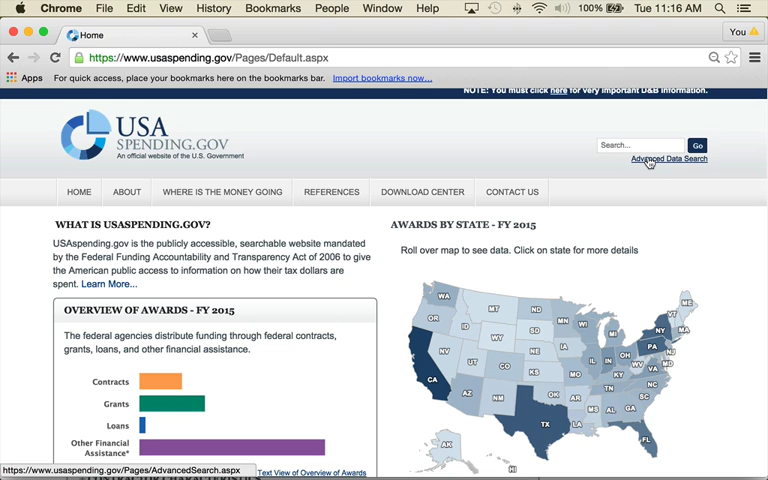 Chrome File Edit View History Bookmarks People Window Help 100% Tue 11:16 AM
Home You
https://www.usaspending.gov/Pages/Default.aspx
Apps For quick access, place your bookmarks here on the bookmarks bar. Import bookmarks now...
NOTE: You must click here for very important D&B information.
USA
SPENDING.GOV
An official website of the U.S. Government
Search... Go
Advanced Data Search
HOME ABOUT WHERE IS THE MONEY GOING REFERENCES DOWNLOAD CENTER CONTACT US
WHAT IS USASPENDING.GOV?
USAspending.gov is the publicly accessible, searchable website mandated
by the Federal Funding Accountability and Transparency Act of 2006 to give
the American public access to information on how their tax dollars are
spent. Learn More...
OVERVIEW OF AWARDS - FY 2015
The federal agencies distribute funding through federal contracts,
grants, loans, and other financial assistance.
Contracts
Grants
Loans
Other Financial
Assistance*
Text View of Overview of Awards
https://www.usaspending.gov/Pages/AdvancedSearch.aspx
AWARDS BY STATE - FY 2015
Roll over map to see data. Click on state for more details
WA MT ND MN WI MI VT ME
OR ID WY SD IA NY MA
NV UT CO NE IL IN OH PA NJ
CA KS MO KY WV VA MD
AZ NM OK AR TN NC
TX LA MS AL GA SC
AK HI FL